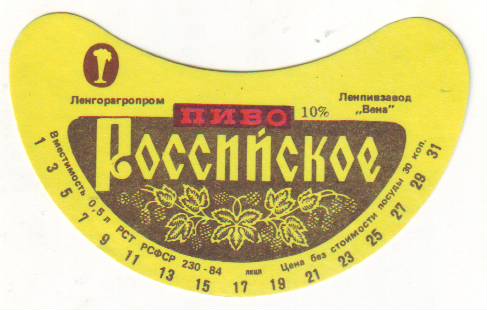 Ленгорагропром
Ленпивзавод
„Вена"
ПИВО 10%
Российское
Вместимость 0,5 л РСТ РСФСР 230-84 Цена без стоимости посуды 30 коп.
1 3 5 7 9 11 13 15 17 19 21 23 25 27 29 31